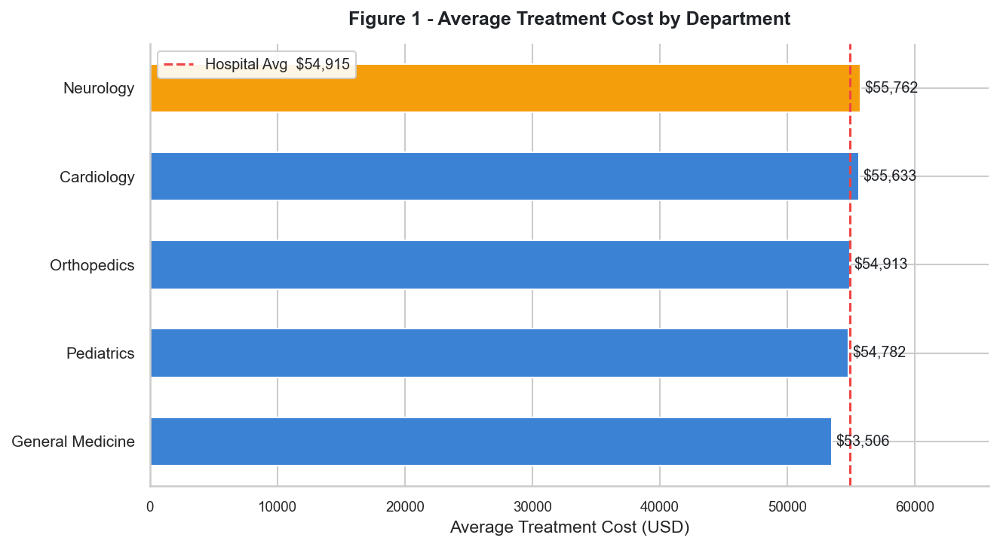 Figure 1 - Average Treatment Cost by Department
Hospital Avg  $54,915
Neurology
$55,762
Cardiology
$55,633
Orthopedics
$54,913
Pediatrics
$54,782
General Medicine
$53,506
0 10000 20000 30000 40000 50000 60000
Average Treatment Cost (USD)